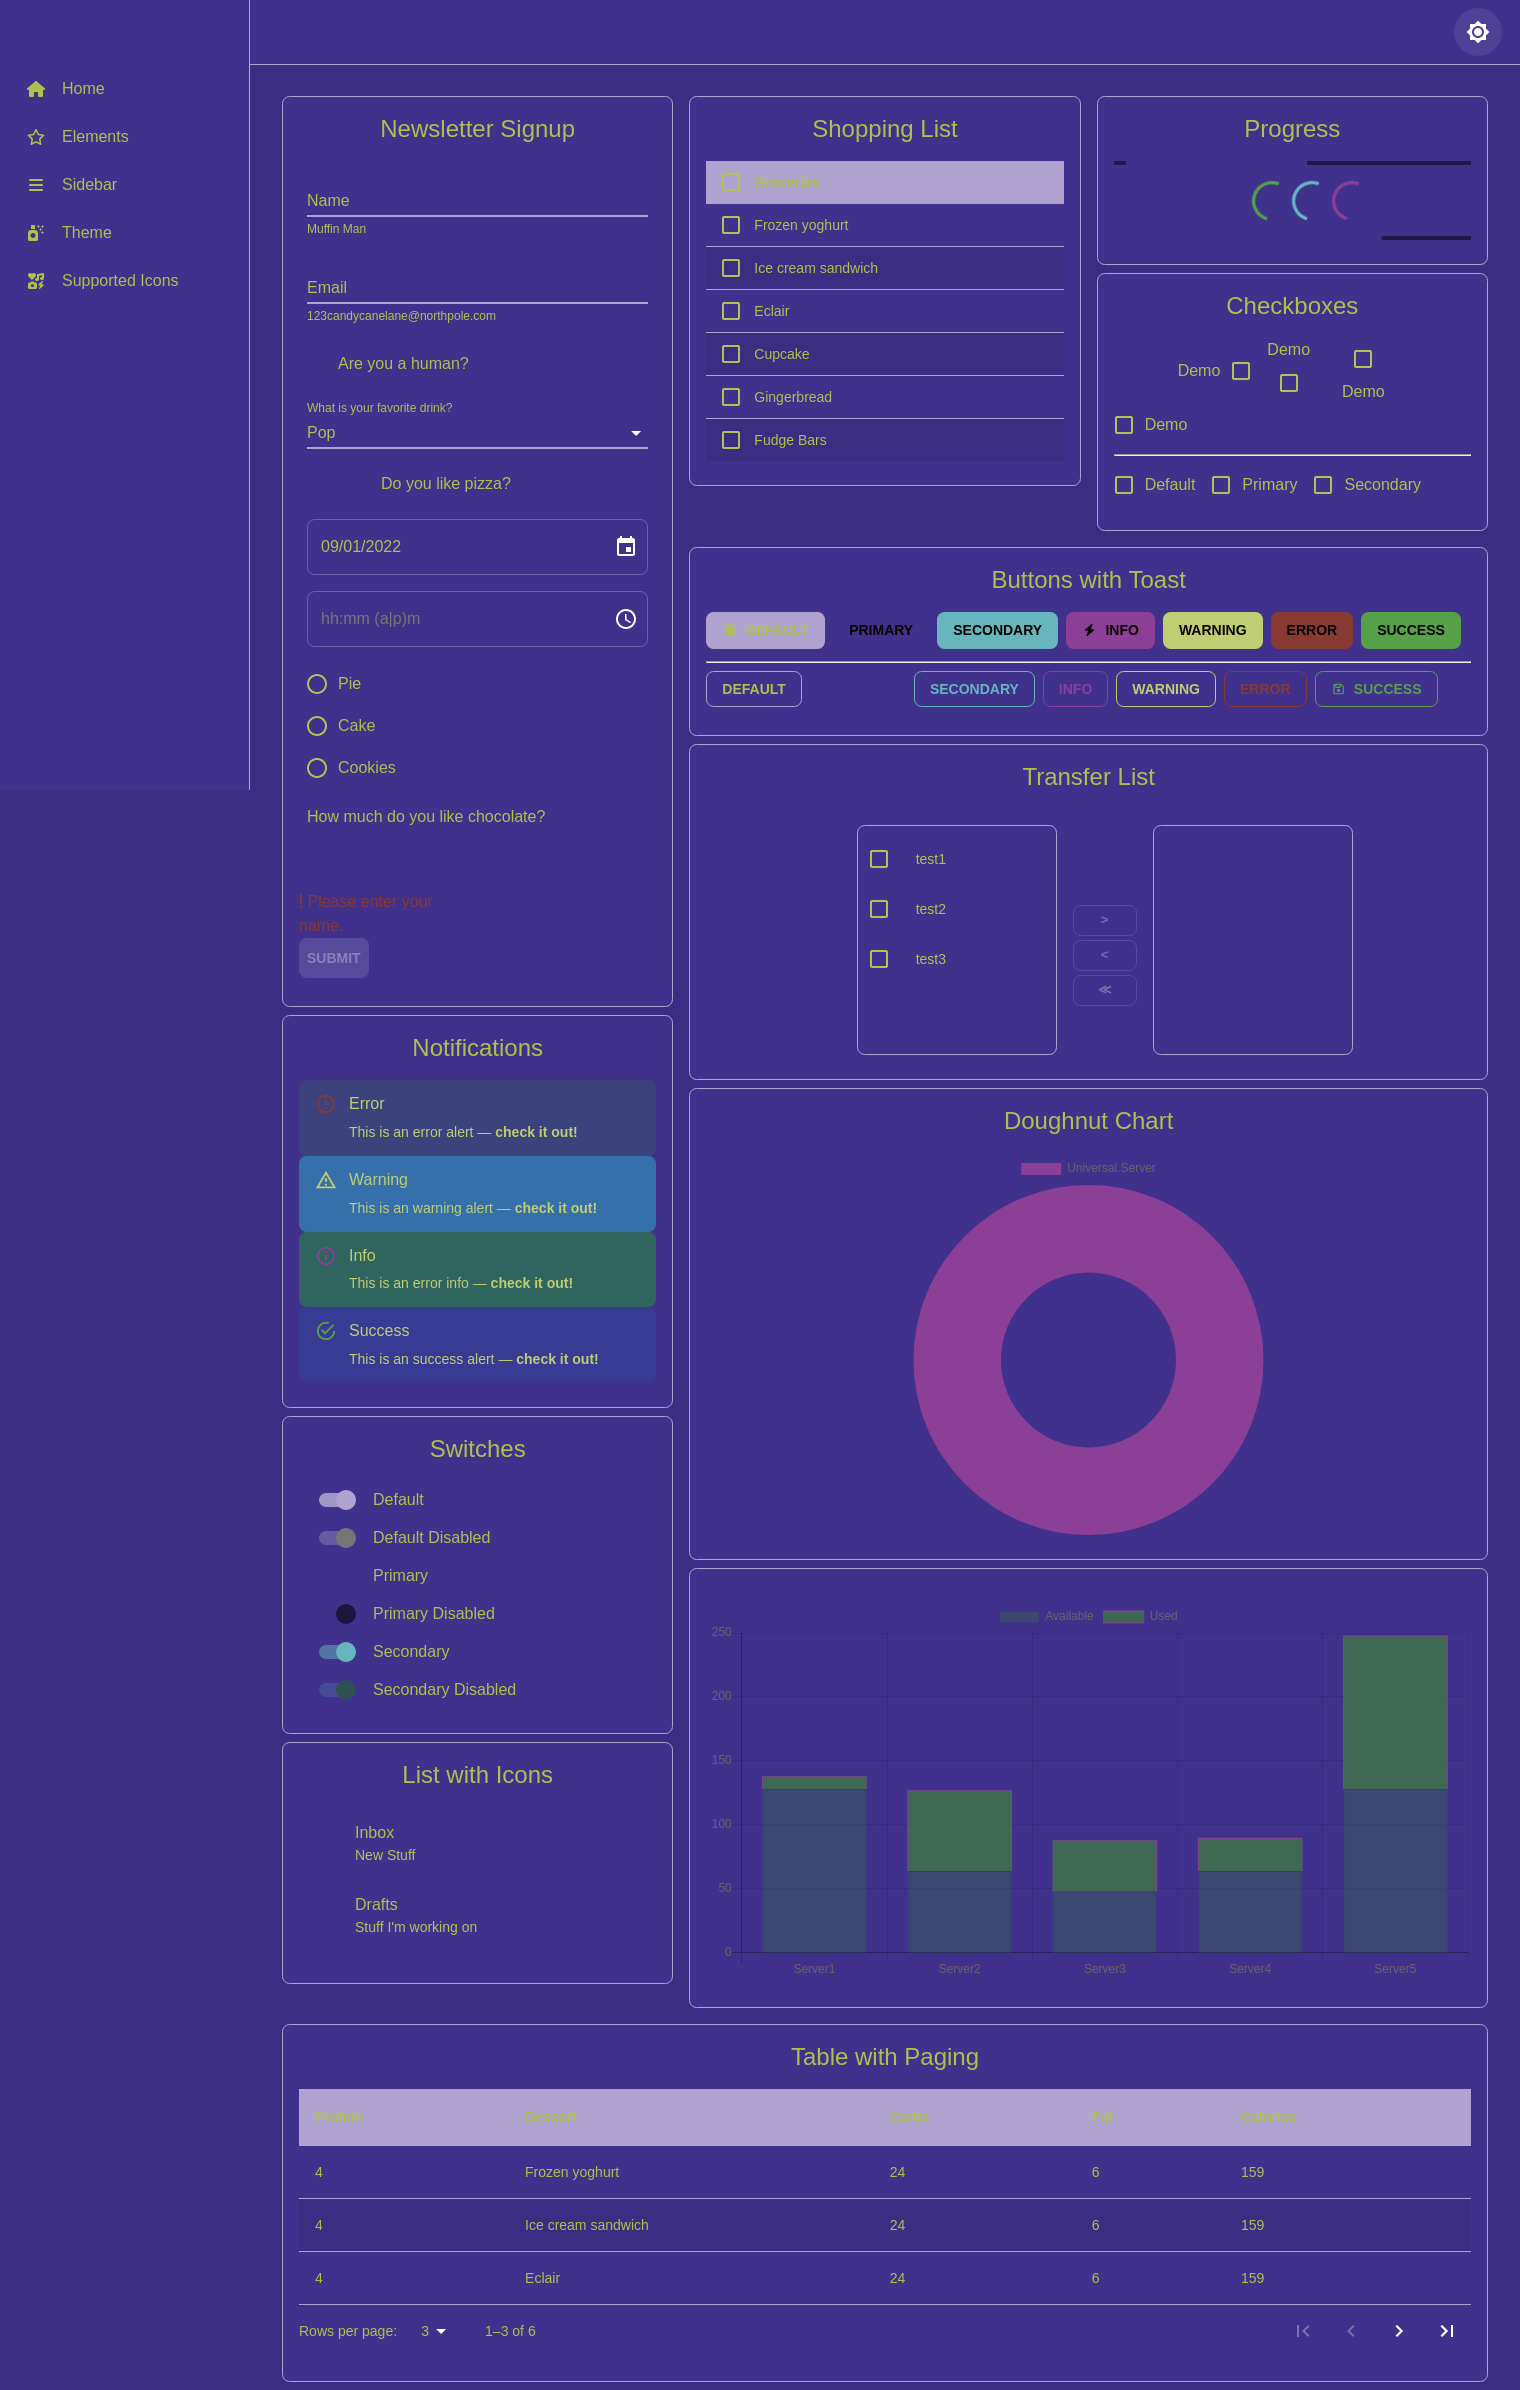 Home
Elements
Sidebar
Theme
Supported Icons
Newsletter Signup
Name
Muffin Man
Email
123candycanelane@northpole.com
Are you a human?
What is your favorite drink?
Pop
Do you like pizza?
09/01/2022
hh:mm (a|p)m
Pie
Cake
Cookies
How much do you like chocolate?
! Please enter your
name.
SUBMIT
Notifications
Error
This is an error alert — check it out!
Warning
This is an warning alert — check it out!
Info
This is an error info — check it out!
Success
This is an success alert — check it out!
Switches
Default
Default Disabled
Primary
Primary Disabled
Secondary
Secondary Disabled
List with Icons
Inbox
New Stuff
Drafts
Stuff I'm working on
Shopping List
Groceries
Frozen yoghurt
Ice cream sandwich
Eclair
Cupcake
Gingerbread
Fudge Bars
Progress
Checkboxes
Demo
Demo
Demo
Demo
Default Primary Secondary
Buttons with Toast
DEFAULT PRIMARY SECONDARY INFO WARNING ERROR SUCCESS
DEFAULT SECONDARY INFO WARNING ERROR SUCCESS
Transfer List
test1
test2
test3
>
<
≪
Doughnut Chart
Universal.Server
Available Used
250
200
150
100
50
0
Server1 Server2 Server3 Server4 Server5
Table with Paging
Protein Dessert Carbs Fat Calories
4 Frozen yoghurt 24 6 159
4 Ice cream sandwich 24 6 159
4 Eclair 24 6 159
Rows per page: 3 1–3 of 6